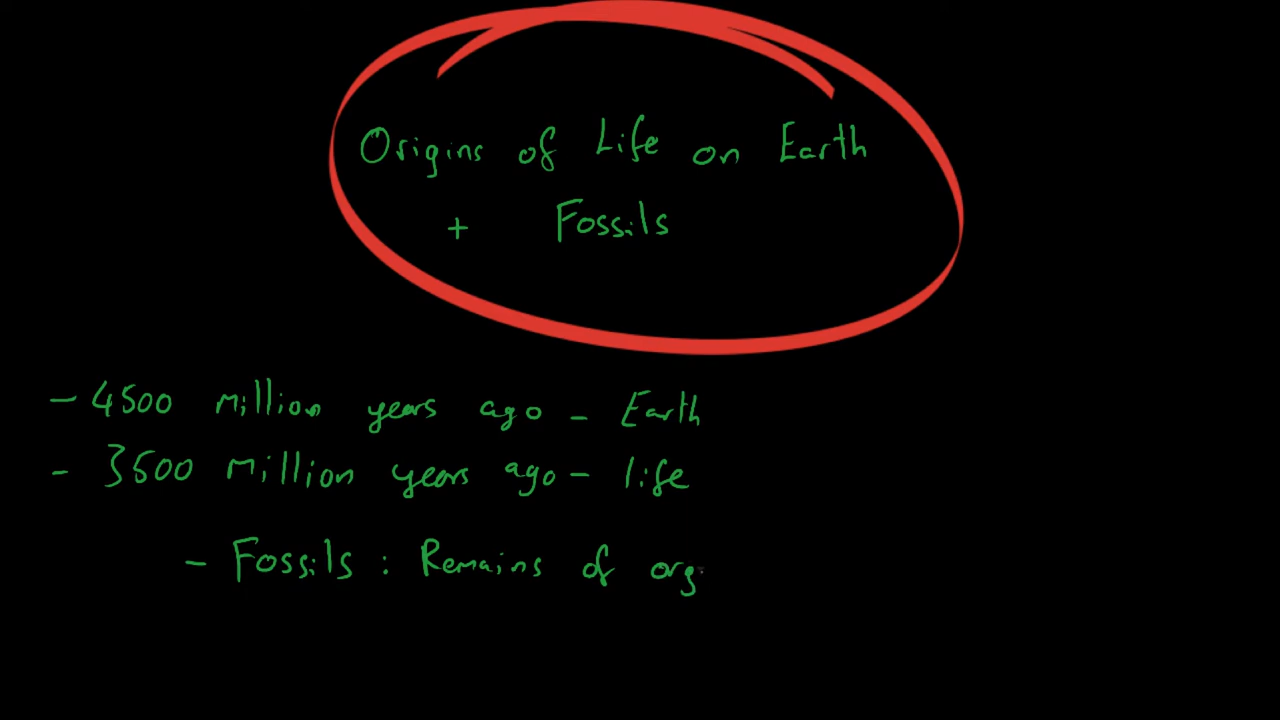 Origins of Life on Earth
+ Fossils
- 4500 million years ago - Earth
- 3500 million years ago - life
- Fossils : Remains of org